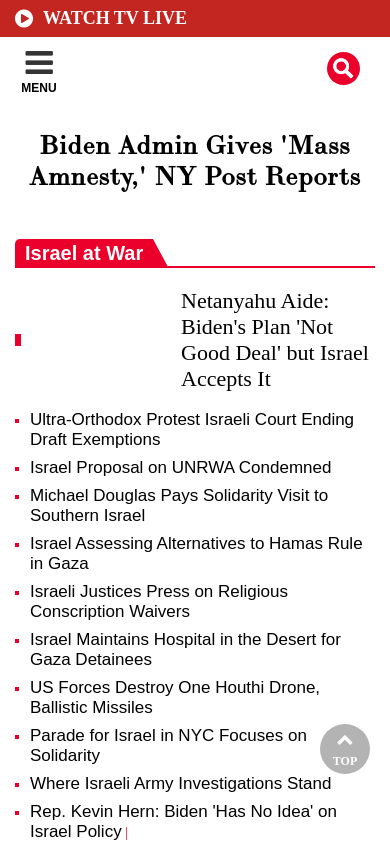 WATCH TV LIVE
MENU
Biden Admin Gives 'Mass
Amnesty,' NY Post Reports
Israel at War
Netanyahu Aide:
Biden's Plan 'Not
Good Deal' but Israel
Accepts It
Ultra-Orthodox Protest Israeli Court Ending
Draft Exemptions
Israel Proposal on UNRWA Condemned
Michael Douglas Pays Solidarity Visit to
Southern Israel
Israel Assessing Alternatives to Hamas Rule
in Gaza
Israeli Justices Press on Religious
Conscription Waivers
Israel Maintains Hospital in the Desert for
Gaza Detainees
US Forces Destroy One Houthi Drone,
Ballistic Missiles
Parade for Israel in NYC Focuses on
Solidarity
TOP
Where Israeli Army Investigations Stand
Rep. Kevin Hern: Biden 'Has No Idea' on
Israel Policy |